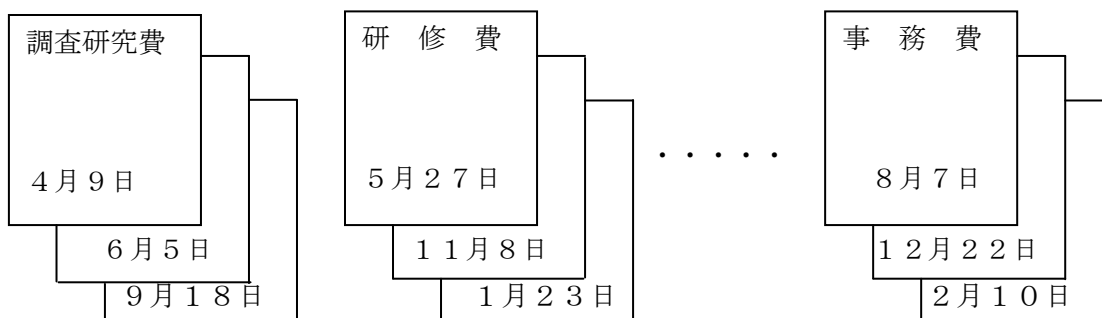 調査研究費
４月９日
６月５日
９月１８日
研　修　費
５月２７日
１１月８日
１月２３日
・・・・・
事　務　費
８月７日
１２月２２日
２月１０日